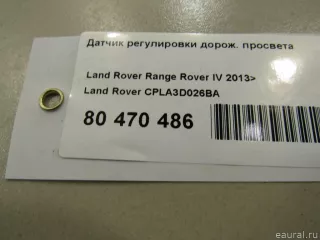 Датчик регулировки дорож. просвета
Land Rover Range Rover IV 2013>
Land Rover CPLA3D026BA
80 470 486
eaural.ru